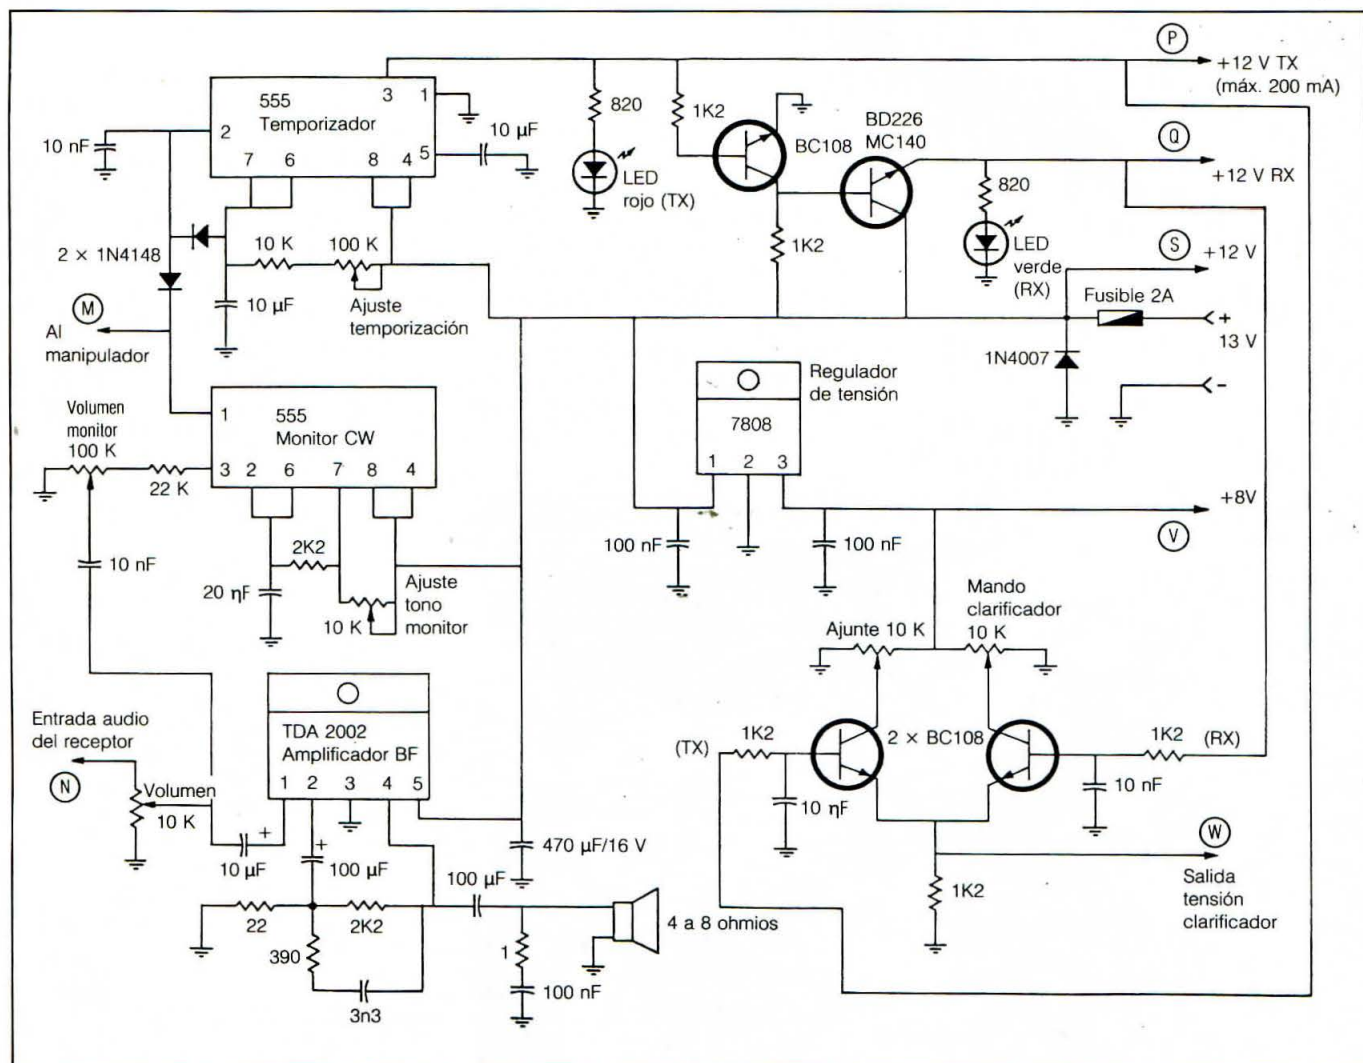 P
+12 V TX
(máx. 200 mA)
555
Temporizador
3
1
2
5
7
6
8
4
10 nF
10 µF
820
LED
rojo (TX)
1K2
BC108
BD226
MC140
1K2
Q
+12 V RX
820
LED
verde
(RX)
S
+12 V
Fusible 2A
+
13 V
-
1N4007
2 × 1N4148
10 K
100 K
10 µF
Ajuste
temporización
M
Al
manipulador
Volumen
monitor
100 K
22 K
10 nF
1
555
Monitor CW
3
2
6
7
8
4
2K2
20 ηF
10 K
Ajuste
tono
monitor
Regulador
de tensión
7808
1
2
3
100 nF
100 nF
+8V
V
Ajunte 10 K
Mando
clarificador
10 K
(TX)
1K2
10 ηF
2 × BC108
1K2
(RX)
10 nF
W
Salida
tensión
clarificador
1K2
Entrada audio
del receptor
N
Volumen
10 K
TDA 2002
Amplificador BF
1
2
3
4
5
+
10 µF
+
100 µF
22
2K2
390
3n3
100 µF
470 µF/16 V
1
100 nF
4 a 8 ohmios